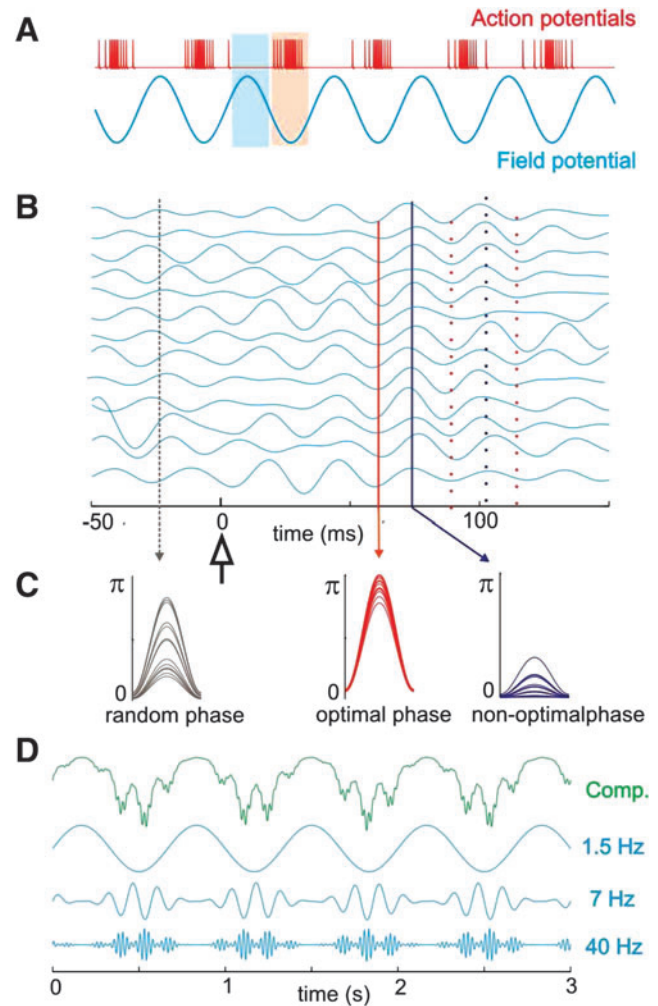 A
Action potentials
Field potential
B
-50 0 100
time (ms)
C
π π π
0 0 0
random phase optimal phase non-optimalphase
D
Comp.
1.5 Hz
7 Hz
40 Hz
0 1 2 3
time (s)